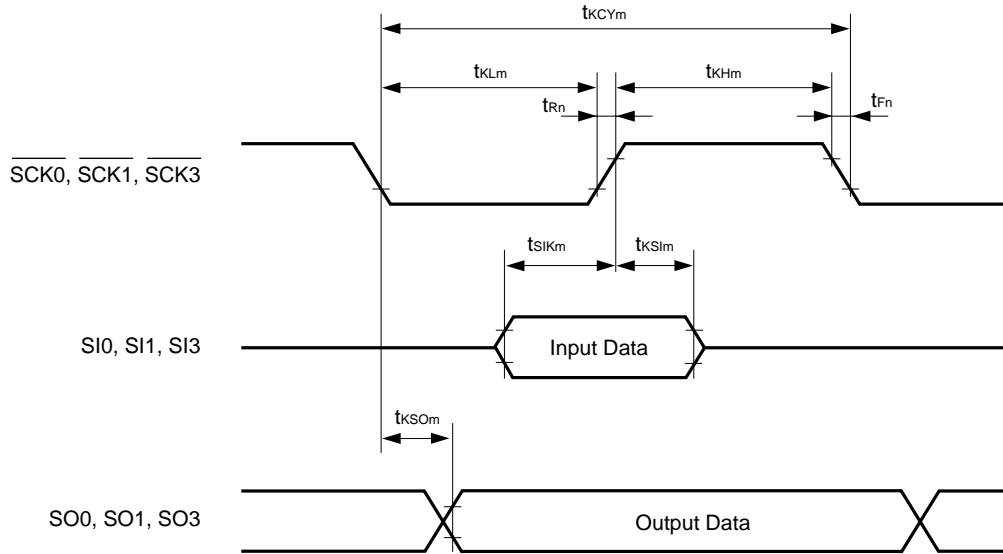 tKCYm
tKLm
tKHm
tRn
tFn
SCK0, SCK1, SCK3
tSIKm
tKSIm
SI0, SI1, SI3
Input Data
tKSOm
SO0, SO1, SO3
Output Data